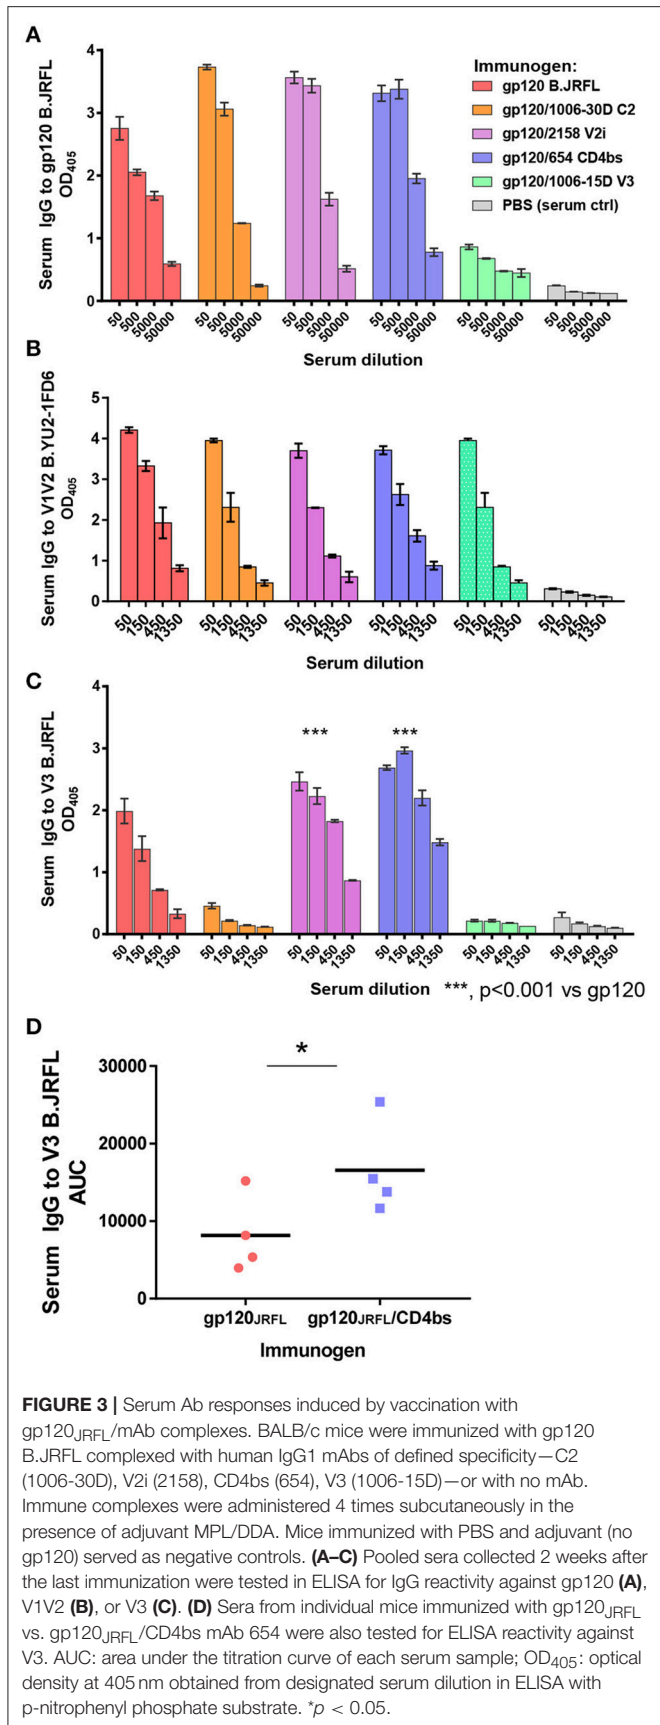 A
Serum IgG to gp120 B.JRFL
OD405
4
3
2
1
0
Immunogen:
gp120 B.JRFL
gp120/1006-30D C2
gp120/2158 V2i
gp120/654 CD4bs
gp120/1006-15D V3
PBS (serum ctrl)
50 500 5000 50000 50 500 5000 50000 50 500 5000 50000 50 500 5000 50000 50 500 5000 50000 50 500 5000 50000
Serum dilution
B
Serum IgG to V1V2 B.YU2-1FD6
OD405
5
4
3
2
1
0
50 150 450 1350 50 150 450 1350 50 150 450 1350 50 150 450 1350 50 150 450 1350 50 150 450 1350
Serum dilution
C
Serum IgG to V3 B.JRFL
OD405
4
3
2
1
0
*** ***
50 150 450 1350 50 150 450 1350 50 150 450 1350 50 150 450 1350 50 150 450 1350 50 150 450 1350
Serum dilution ***, p<0.001 vs gp120
D
Serum IgG to V3 B.JRFL
AUC
30000
20000
10000
0
*
gp120JRFL gp120JRFL/CD4bs
Immunogen
FIGURE 3 | Serum Ab responses induced by vaccination with
gp120JRFL/mAb complexes. BALB/c mice were immunized with gp120
B.JRFL complexed with human IgG1 mAbs of defined specificity—C2
(1006-30D), V2i (2158), CD4bs (654), V3 (1006-15D)—or with no mAb.
Immune complexes were administered 4 times subcutaneously in the
presence of adjuvant MPL/DDA. Mice immunized with PBS and adjuvant (no
gp120) served as negative controls. (A–C) Pooled sera collected 2 weeks after
the last immunization were tested in ELISA for IgG reactivity against gp120 (A),
V1V2 (B), or V3 (C). (D) Sera from individual mice immunized with gp120JRFL
vs. gp120JRFL/CD4bs mAb 654 were also tested for ELISA reactivity against
V3. AUC: area under the titration curve of each serum sample; OD405: optical
density at 405 nm obtained from designated serum dilution in ELISA with
p-nitrophenyl phosphate substrate. *p < 0.05.